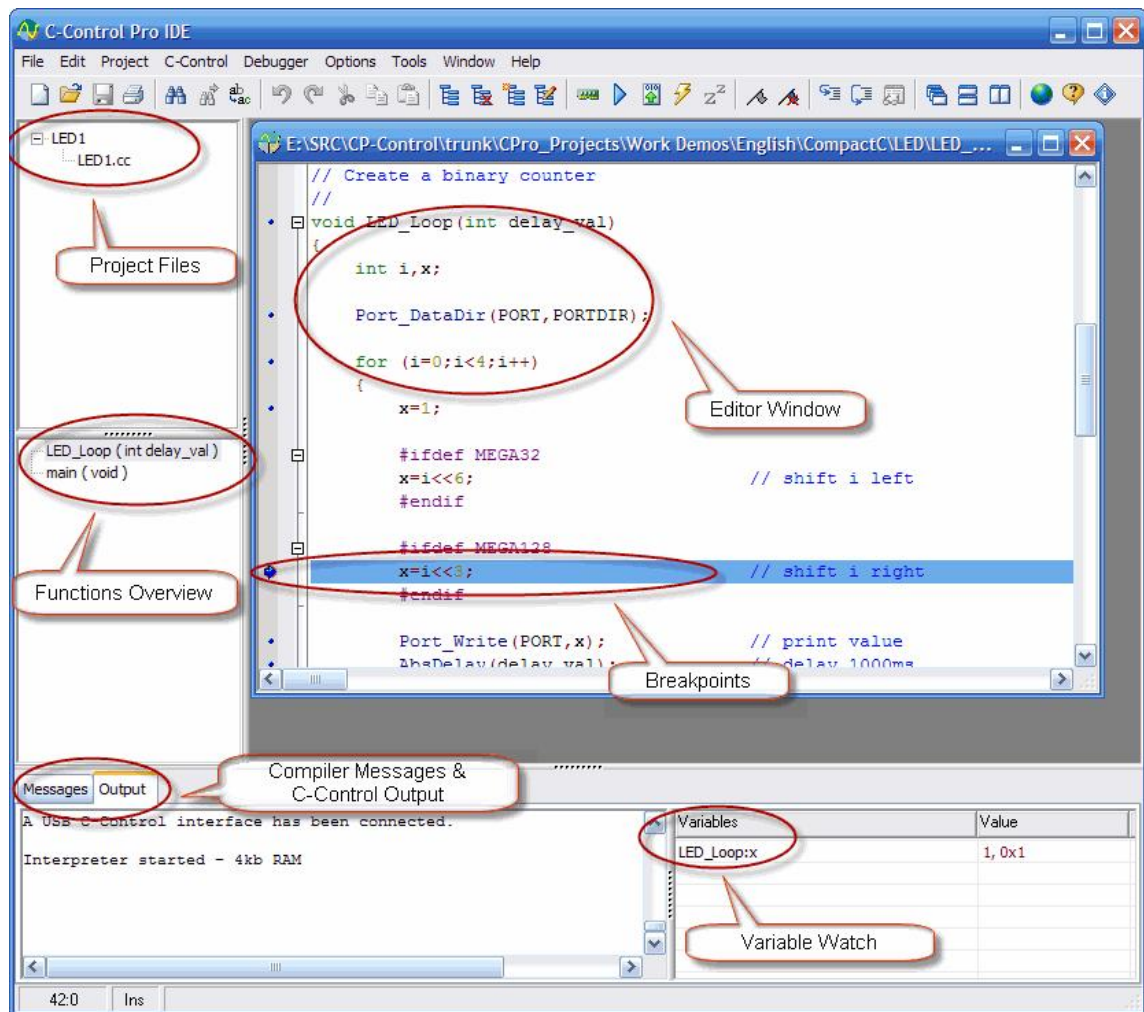 C-Control Pro IDE
File Edit Project C-Control Debugger Options Tools Window Help
LED1
LED1.cc
Project Files
LED_Loop ( int delay_val )
main ( void )
Functions Overview
E:\SRC\CP-Control\trunk\CPro_Projects\Work Demos\English\CompactC\LED\LED_...
// Create a binary counter
//
void LED_Loop(int delay_val)
{
int i,x;
Port_DataDir(PORT,PORTDIR);
for (i=0;i<4;i++)
{
x=1;
Editor Window
#ifdef MEGA32
x=i<<6; // shift i left
#endif
#ifdef MEGA128
x=i<<3; // shift i right
#endif
Port_Write(PORT,x); // print value
AbsDelay(delay_val); // delay 1000ms
Breakpoints
Compiler Messages &
C-Control Output
Messages Output
A USB C-Control interface has been connected.
Interpreter started - 4kb RAM
Variables Value
LED_Loop:x 1, 0x1
Variable Watch
42:0 Ins